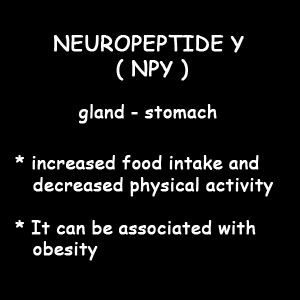 NEUROPEPTIDE Y
( NPY )
gland - stomach
* increased food intake and
decreased physical activity
* It can be associated with
obesity